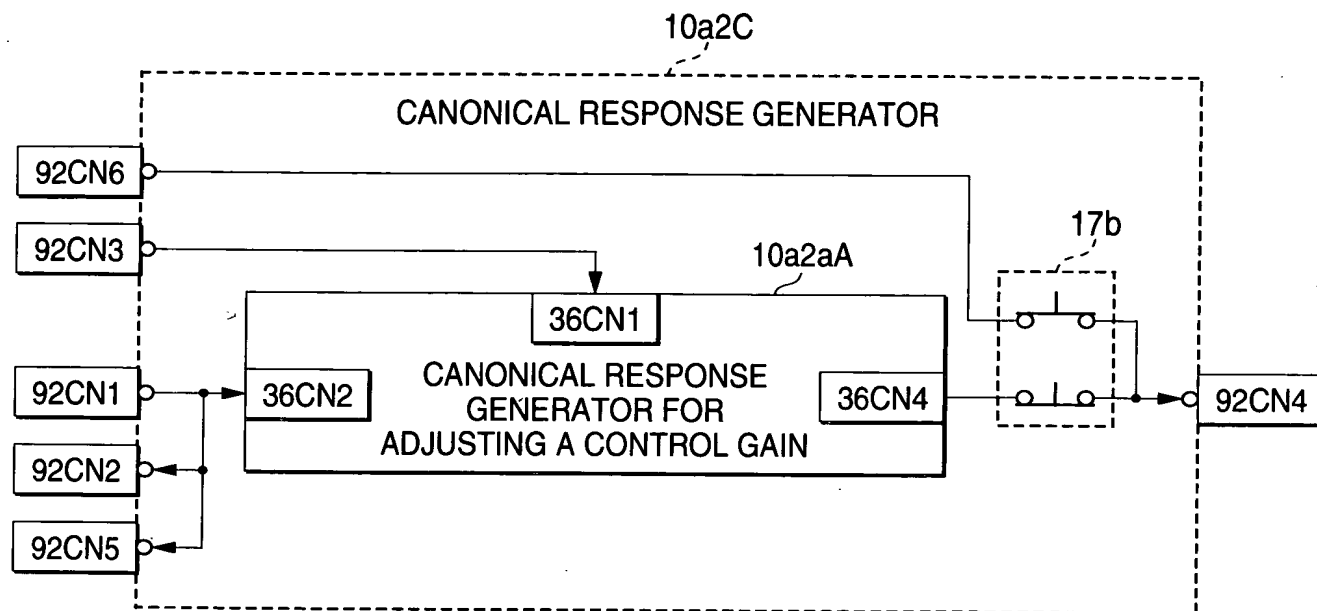 10a2C
CANONICAL RESPONSE GENERATOR
92CN6
92CN3
17b
10a2aA
36CN1
92CN1
36CN2
CANONICAL RESPONSE
GENERATOR FOR
ADJUSTING A CONTROL GAIN
36CN4
92CN4
92CN2
92CN5